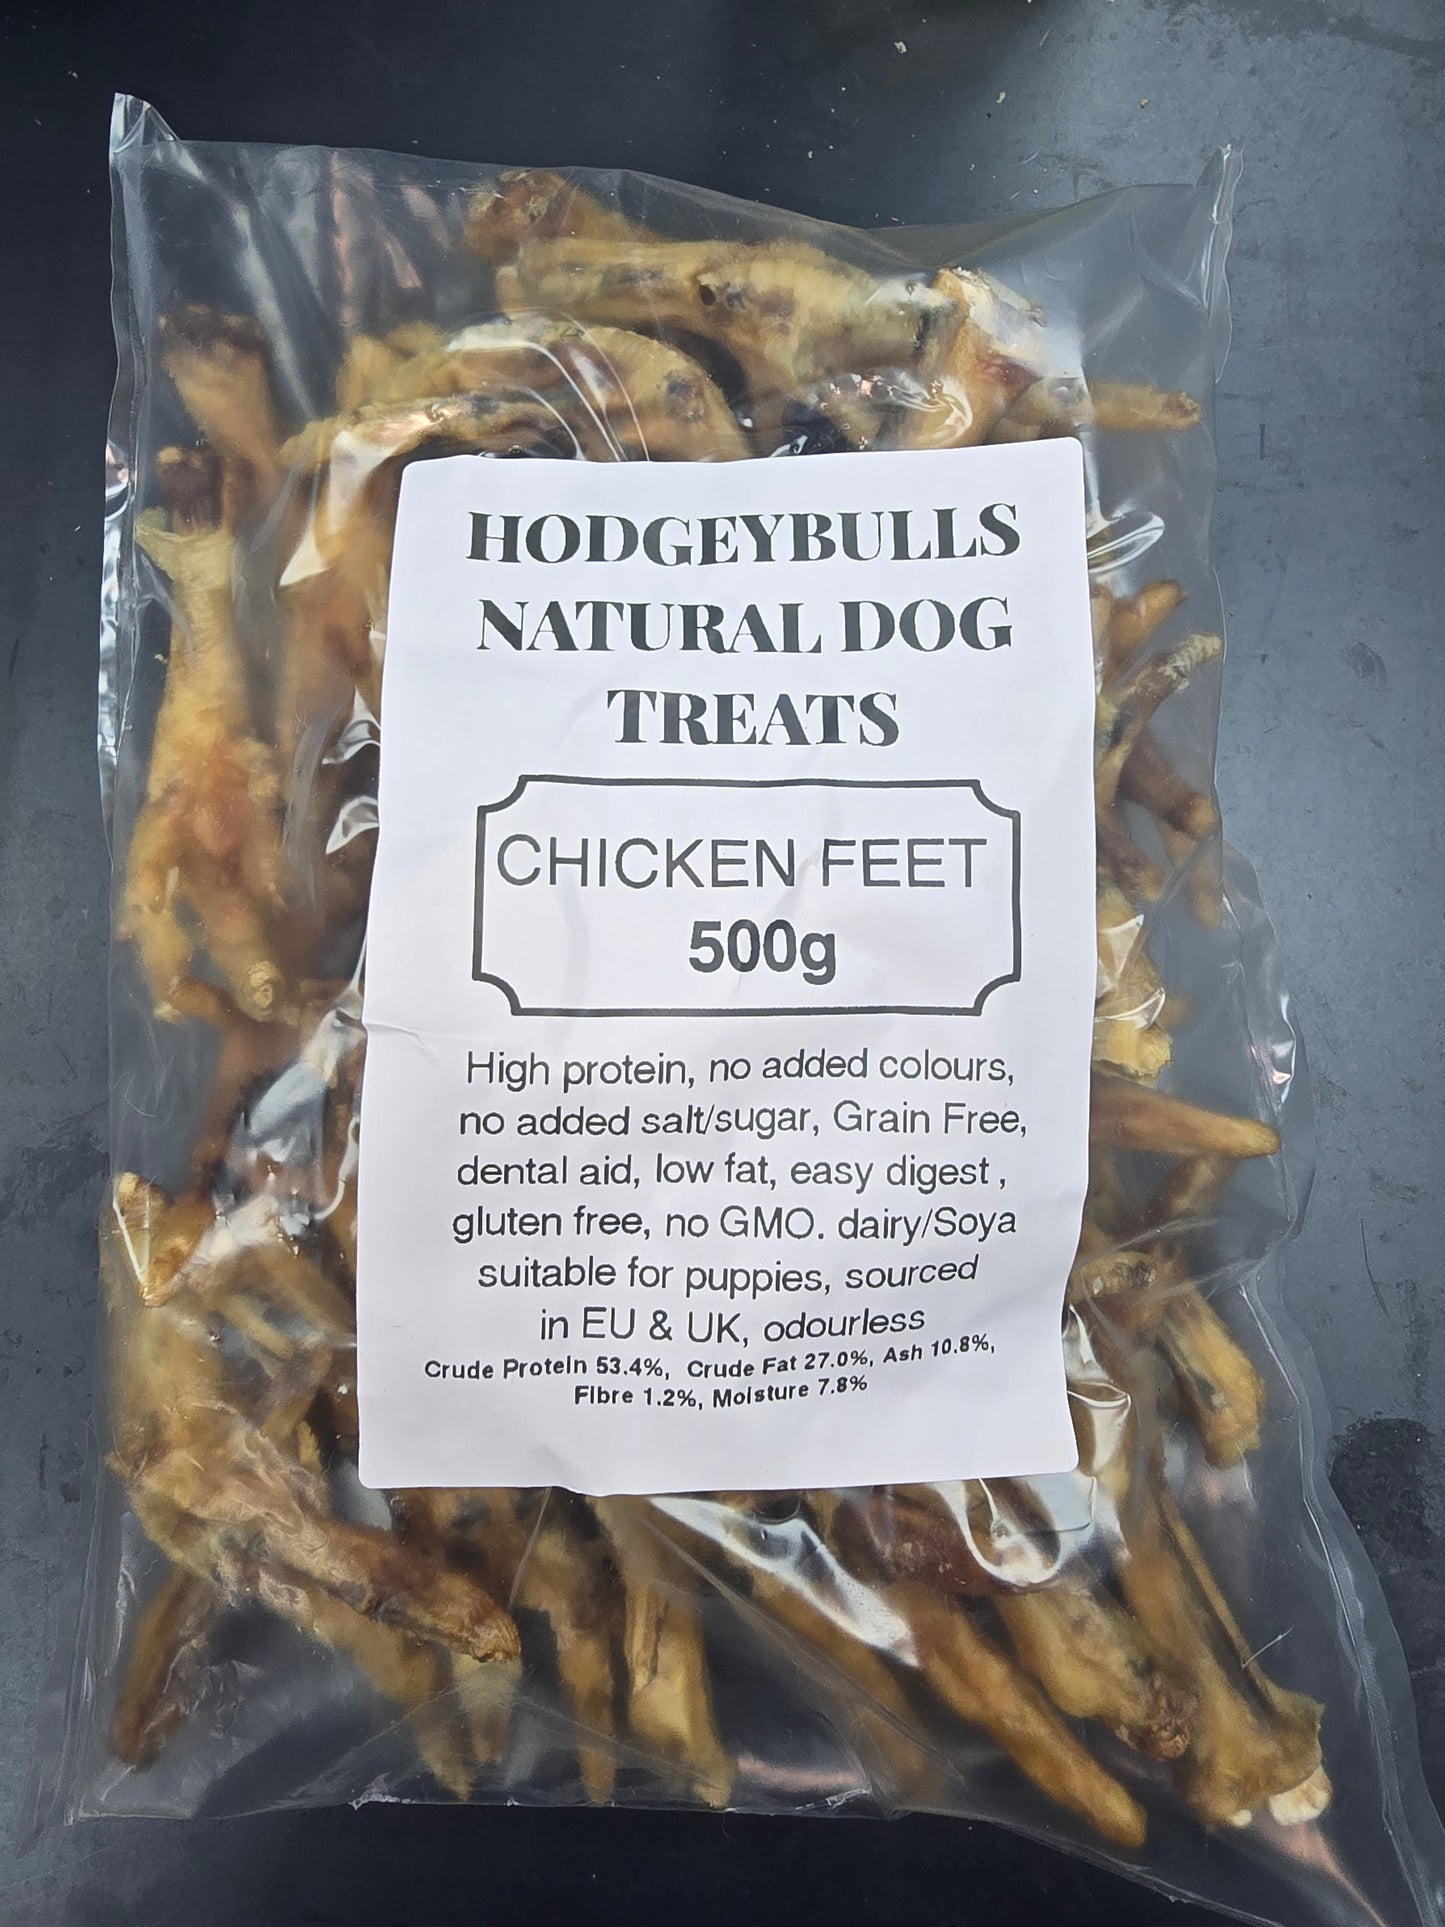 HODGEYBULLS
NATURAL DOG
TREATS
CHICKEN FEET
500g
High protein, no added colours,
no added salt/sugar, Grain Free,
dental aid, low fat, easy digest ,
gluten free, no GMO. dairy/Soya
suitable for puppies, sourced
in EU & UK, odourless
Crude Protein 53.4%, Crude Fat 27.0%, Ash 10.8%,
Fibre 1.2%, Moisture 7.8%